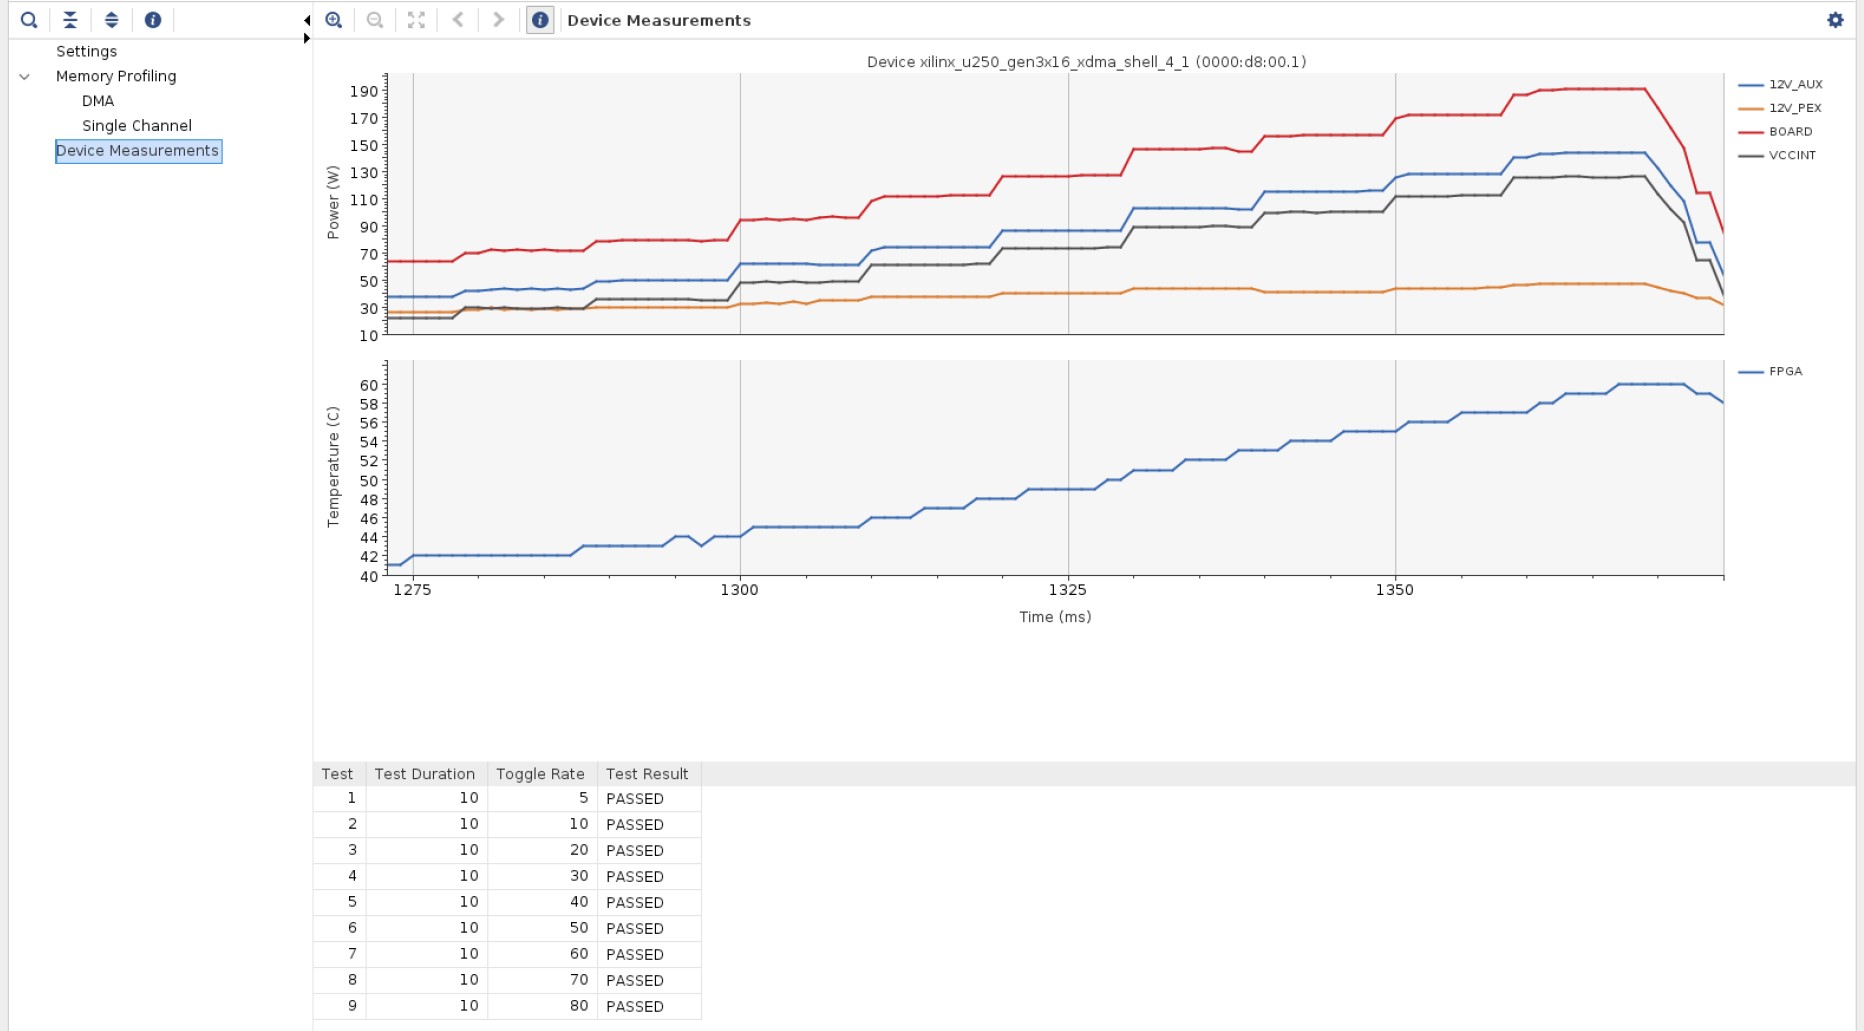 Device Measurements
Settings
Memory Profiling
DMA
Single Channel
Device Measurements
Device xilinx_u250_gen3x16_xdma_shell_4_1 (0000:d8:00.1)
Power (W)
190
170
150
130
110
90
70
50
30
10
12V_AUX
12V_PEX
BOARD
VCCINT
Temperature (C)
60
58
56
54
52
50
48
46
44
42
40
FPGA
1275 1300 1325 1350
Time (ms)
Test Test Duration Toggle Rate Test Result
1 10 5 PASSED
2 10 10 PASSED
3 10 20 PASSED
4 10 30 PASSED
5 10 40 PASSED
6 10 50 PASSED
7 10 60 PASSED
8 10 70 PASSED
9 10 80 PASSED